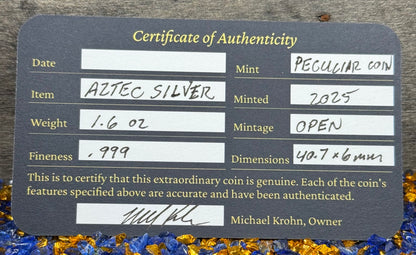 Certificate of Authenticity
Date
Mint PECULIAR COIN
Item AZTEC SILVER
Minted 2025
Weight 1.6 OZ
Mintage OPEN
Fineness .999
Dimensions 40.7 x 6mm
This is to certify that this extraordinary coin is genuine. Each of the coin's
features specified above are accurate and have been authenticated.
Michael Krohn, Owner